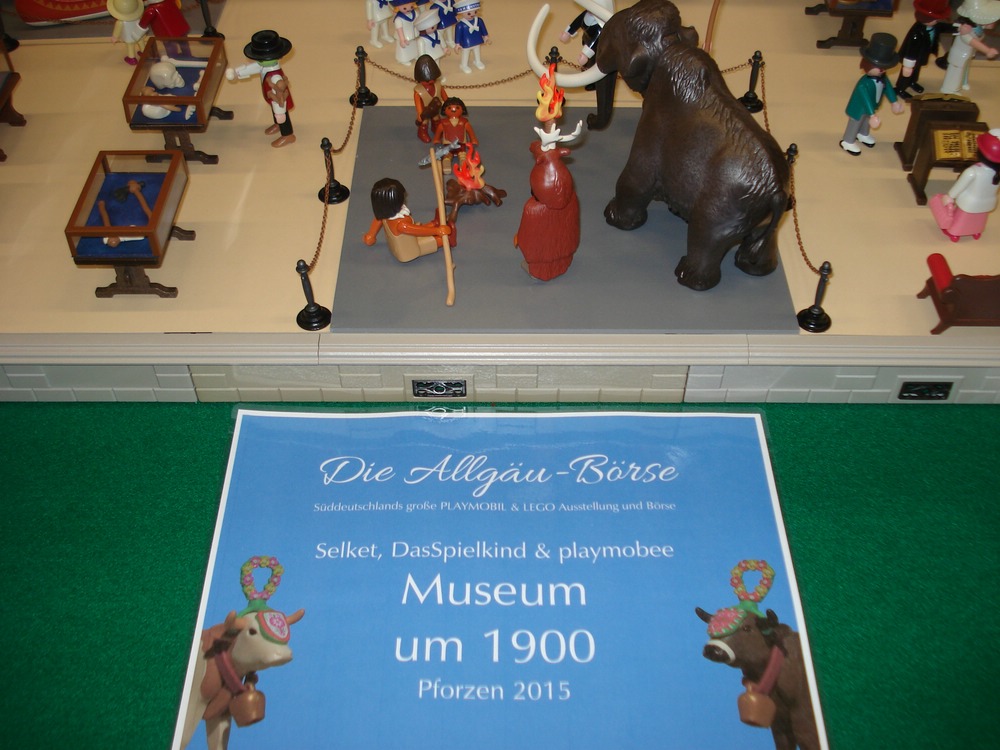 Die Allgäu-Börse
Süddeutschlands große PLAYMOBIL & LEGO Ausstellung und Börse
Selket, DasSpielkind & playmobee
Museum
um 1900
Pforzen 2015